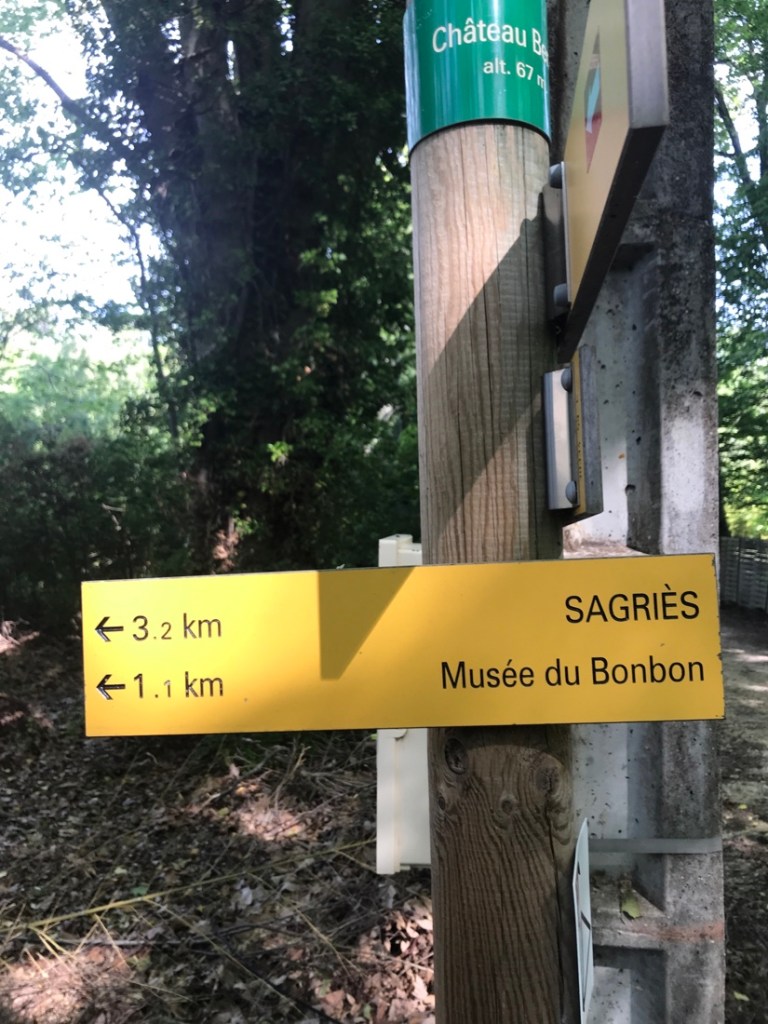 Château
alt. 67 m
← 3.2 km SAGRIÈS
← 1.1 km Musée du Bonbon